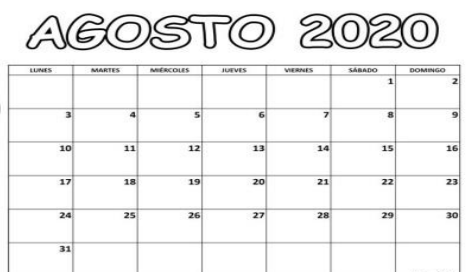 AGOSTO 2020
LUNES MARTES MIÉRCOLES JUEVES VIERNES SÁBADO DOMINGO
1 2
3 4 5 6 7 8 9
10 11 12 13 14 15 16
17 18 19 20 21 22 23
24 25 26 27 28 29 30
31